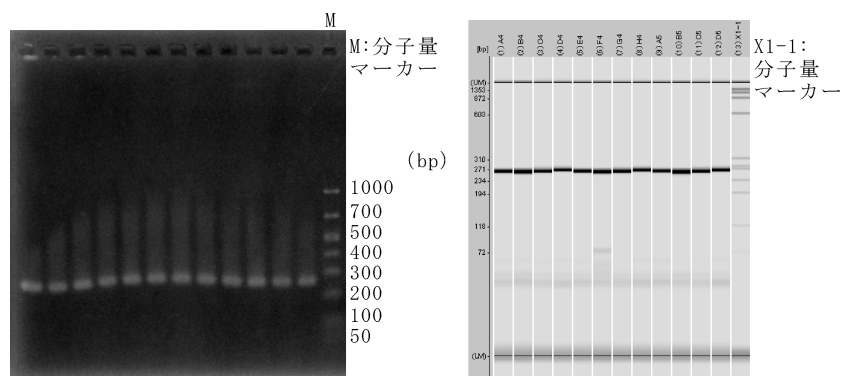 M
M:分子量
マーカー
(bp)
1000
700
500
400
300
200
100
50
[bp]
(1) A4
(2) B4
(3) C4
(4) D4
(5) E4
(6) F4
(7) G4
(8) H4
(9) A5
(10) B5
(11) C5
(12) D5
(13) X1-1
(UM)
1353
872
603
310
271
234
194
118
72
(LM)
X1-1:
分子量
マーカー